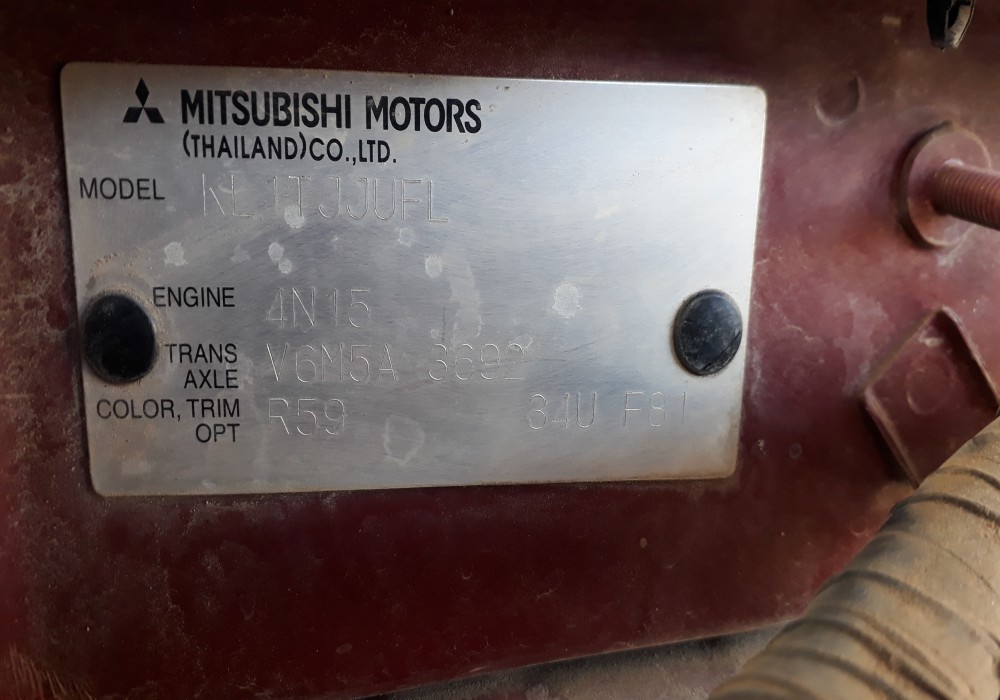 MITSUBISHI MOTORS
(THAILAND)CO.,LTD.
MODEL KL1TJJUFL
ENGINE 4N15
TRANS AXLE V6M5A 3692
COLOR, TRIM OPT R59 34U F81